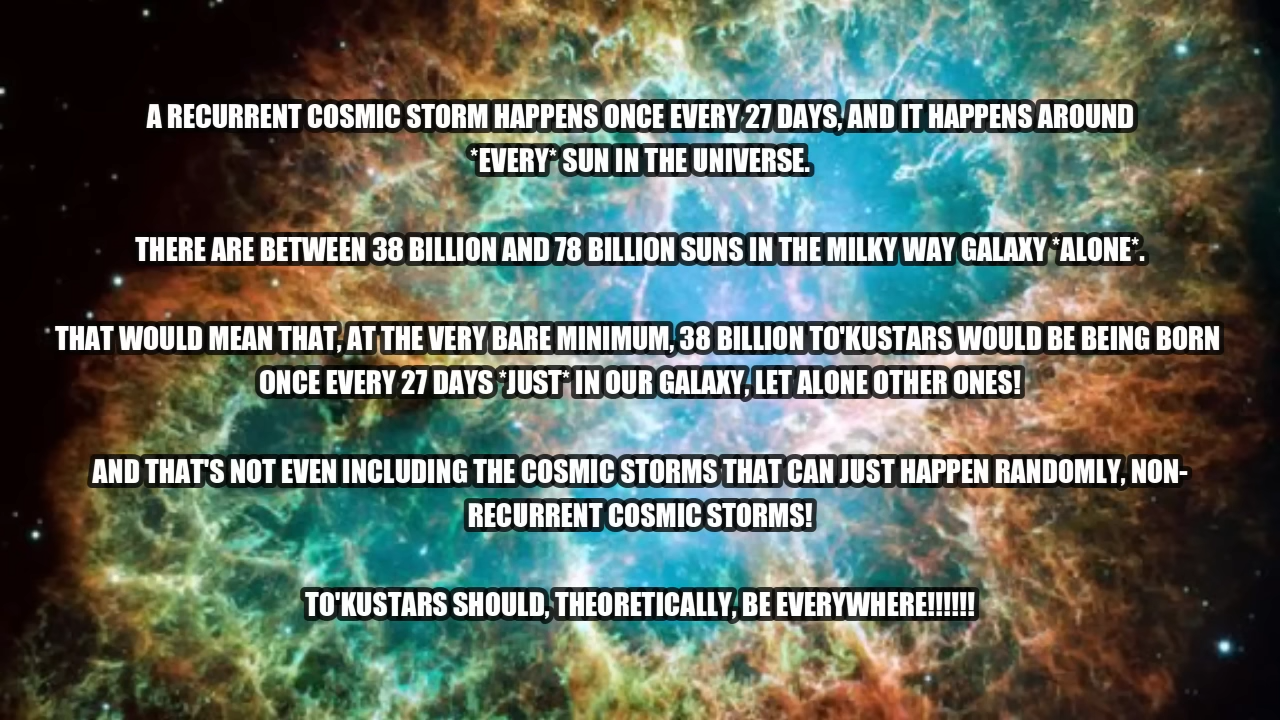 A RECURRENT COSMIC STORM HAPPENS ONCE EVERY 27 DAYS, AND IT HAPPENS AROUND
*EVERY* SUN IN THE UNIVERSE.
THERE ARE BETWEEN 38 BILLION AND 78 BILLION SUNS IN THE MILKY WAY GALAXY *ALONE*.
THAT WOULD MEAN THAT, AT THE VERY BARE MINIMUM, 38 BILLION TO'KUSTARS WOULD BE BEING BORN
ONCE EVERY 27 DAYS *JUST* IN OUR GALAXY, LET ALONE OTHER ONES!
AND THAT'S NOT EVEN INCLUDING THE COSMIC STORMS THAT CAN JUST HAPPEN RANDOMLY, NON-
RECURRENT COSMIC STORMS!
TO'KUSTARS SHOULD, THEORETICALLY, BE EVERYWHERE!!!!!!